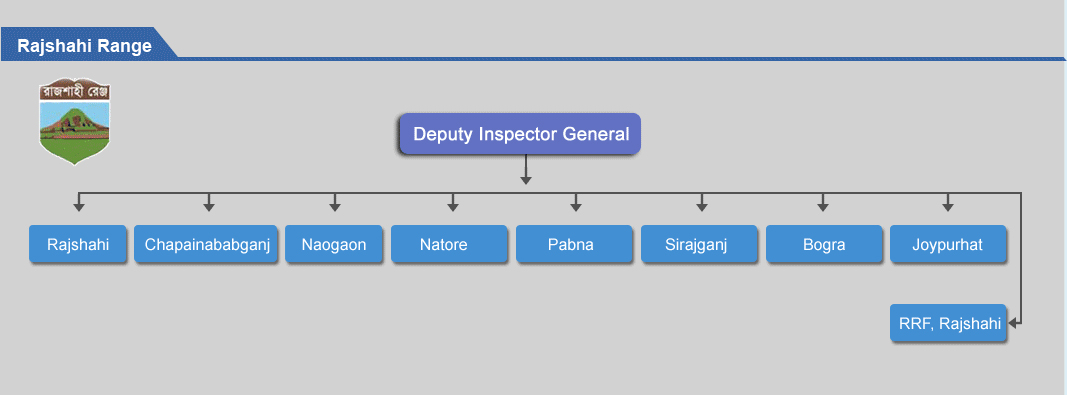 Rajshahi Range
রাজশাহী রেঞ্জ
Deputy Inspector General
Rajshahi
Chapainababganj
Naogaon
Natore
Pabna
Sirajganj
Bogra
Joypurhat
RRF, Rajshahi